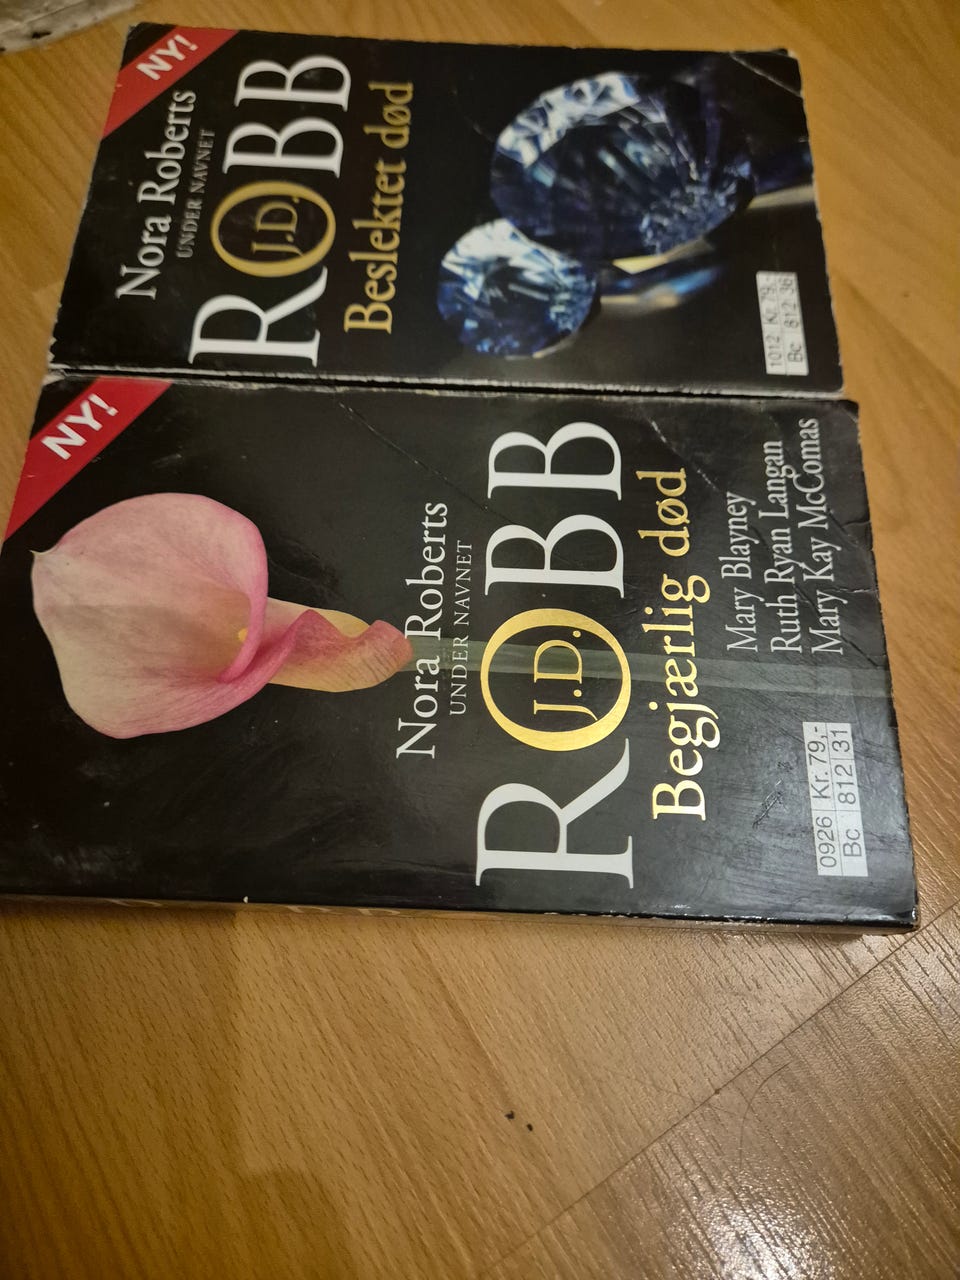 NY!
Nora Roberts
UNDER NAVNET
ROBB
J.D.
Beslektet død
1012 Kr. 79,-
Bc 812 36
NY!
Nora Roberts
UNDER NAVNET
ROBB
J.D.
Begjærlig død
Mary Blayney
Ruth Ryan Langan
Mary Kay McComas
0926 Kr. 79,-
Bc 812 31